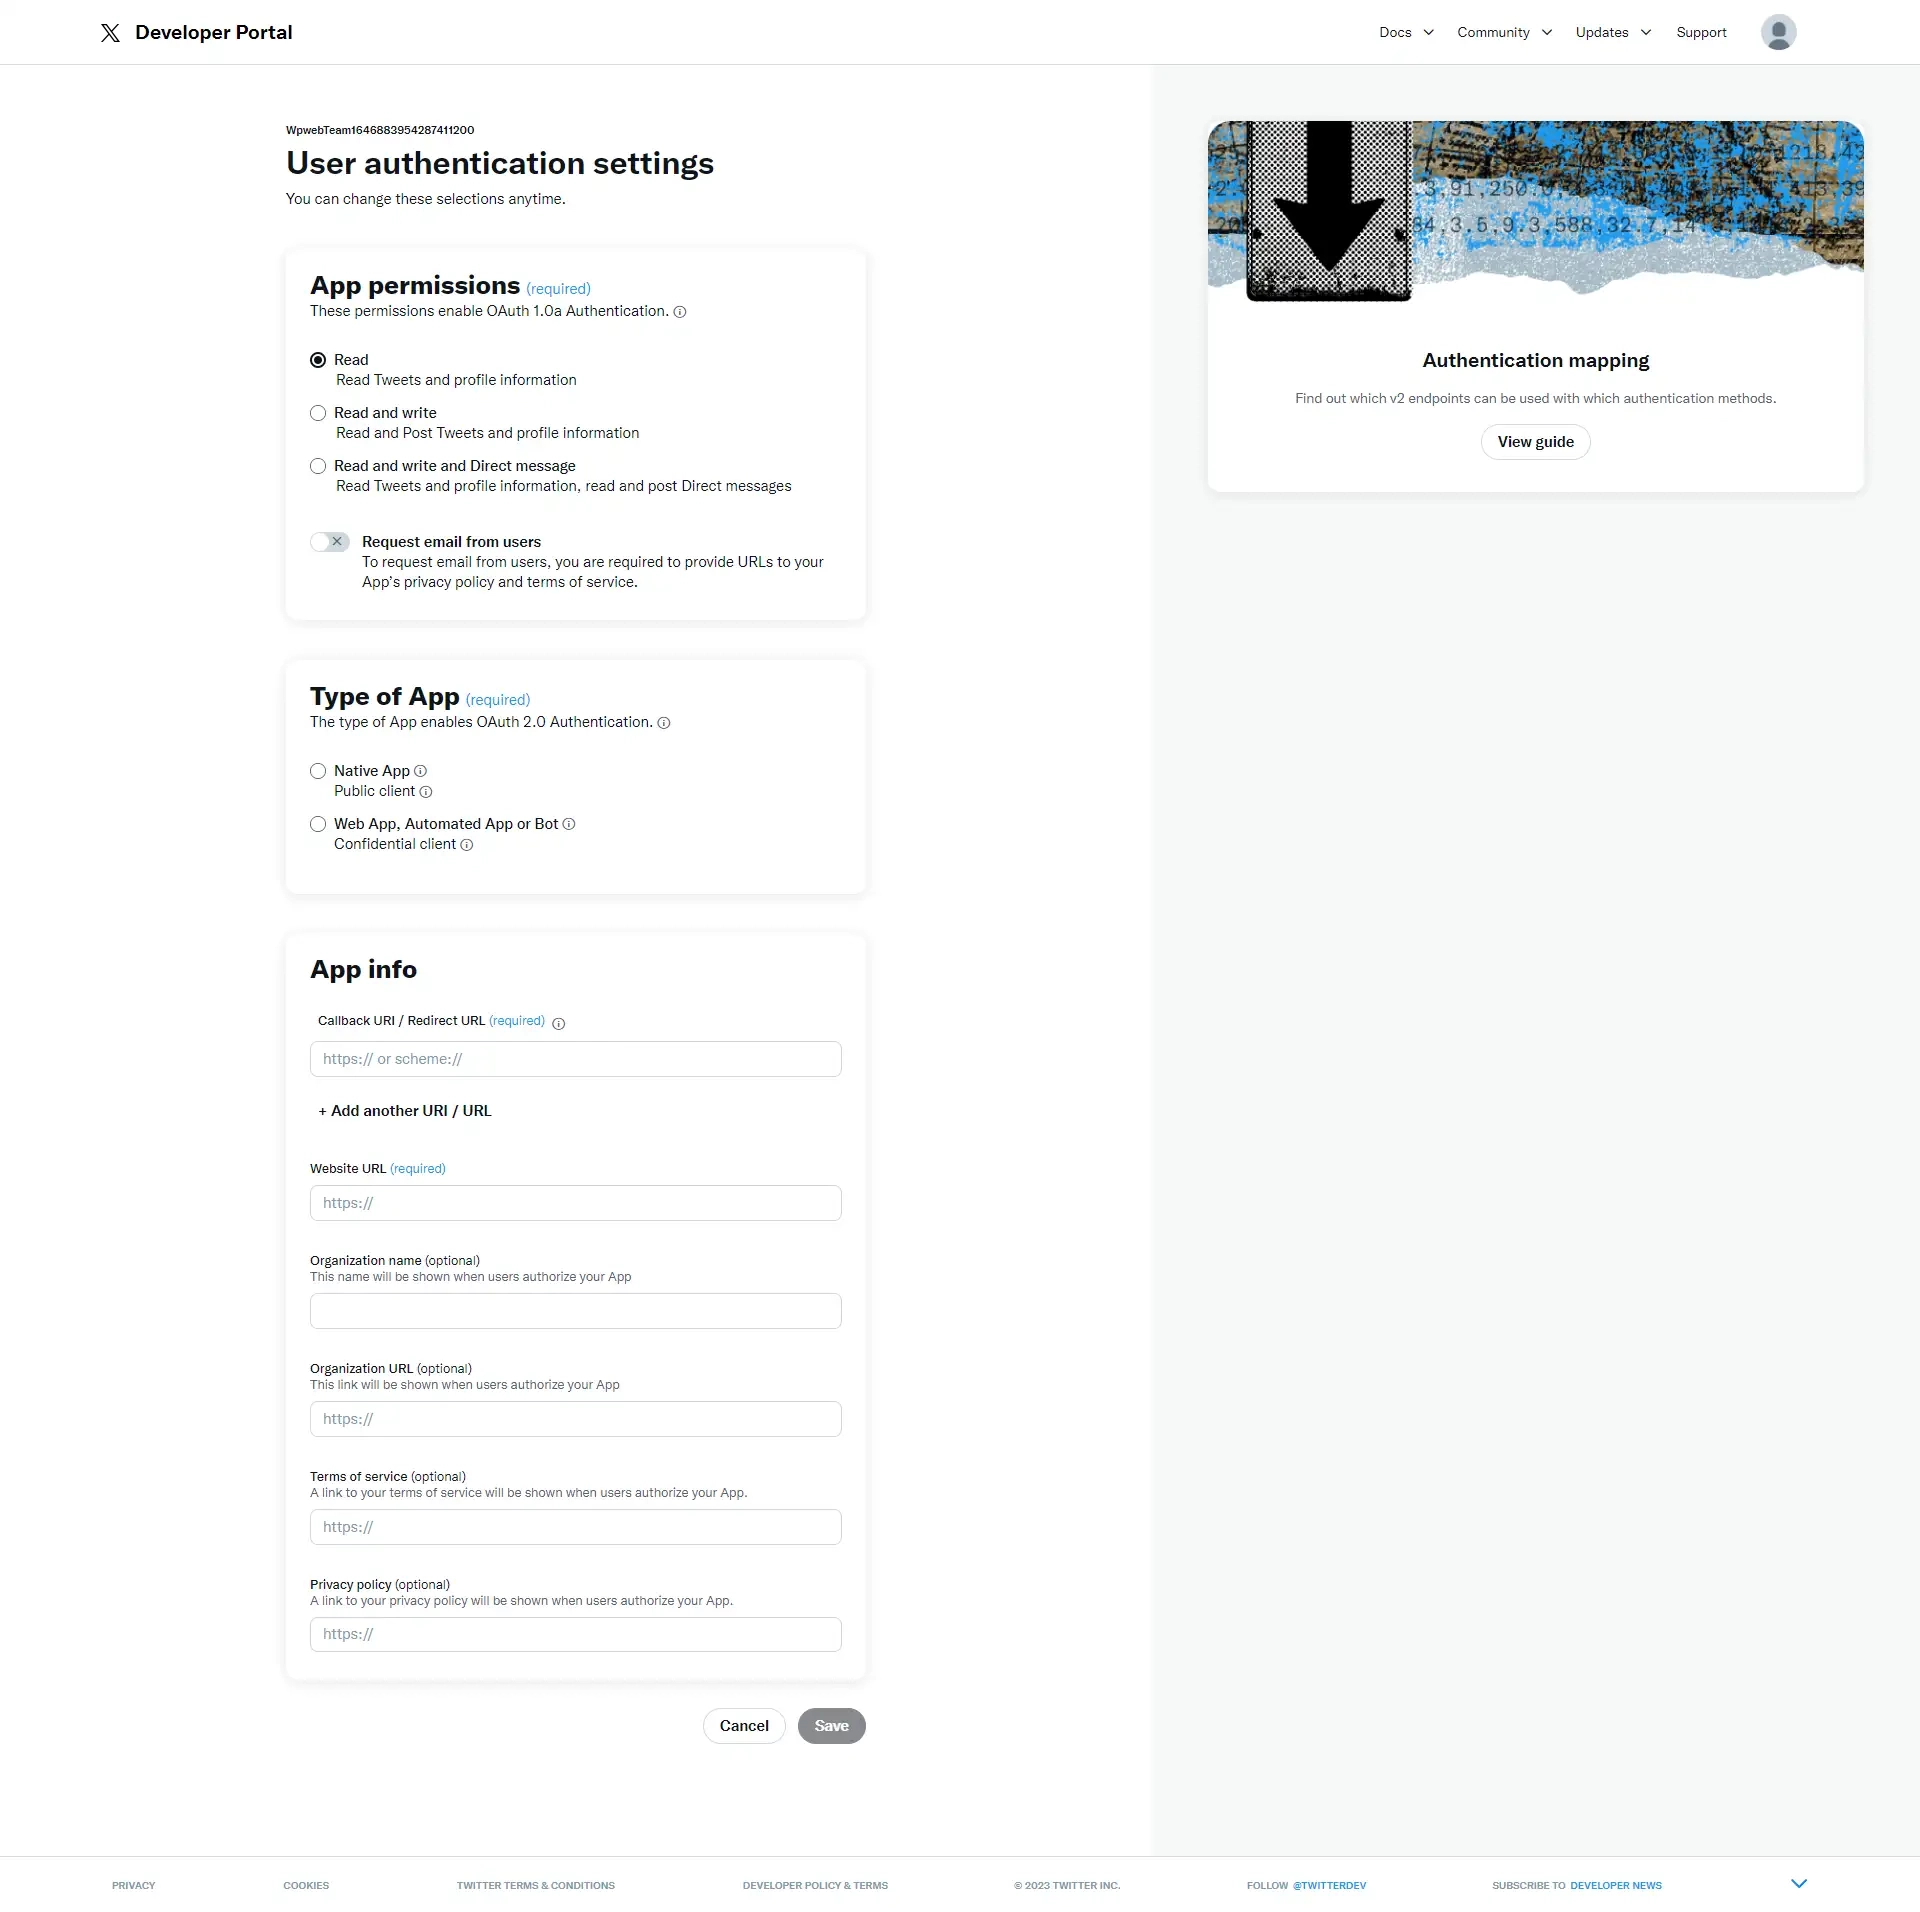 Developer Portal
Docs
Community
Updates
Support
WpwebTeam1646883954287411200
User authentication settings
You can change these selections anytime.
App permissions (required)
These permissions enable OAuth 1.0a Authentication.
Read
Read Tweets and profile information
Read and write
Read and Post Tweets and profile information
Read and write and Direct message
Read Tweets and profile information, read and post Direct messages
Request email from users
To request email from users, you are required to provide URLs to your
App's privacy policy and terms of service.
Type of App (required)
The type of App enables OAuth 2.0 Authentication.
Native App
Public client
Web App, Automated App or Bot
Confidential client
App info
Callback URI / Redirect URL (required)
https:// or scheme://
+ Add another URI / URL
Website URL (required)
https://
Organization name (optional)
This name will be shown when users authorize your App
Organization URL (optional)
This link will be shown when users authorize your App
https://
Terms of service (optional)
A link to your terms of service will be shown when users authorize your App.
https://
Privacy policy (optional)
A link to your privacy policy will be shown when users authorize your App.
https://
Cancel
Save
Authentication mapping
Find out which v2 endpoints can be used with which authentication methods.
View guide
PRIVACY
COOKIES
TWITTER TERMS & CONDITIONS
DEVELOPER POLICY & TERMS
© 2023 TWITTER INC.
FOLLOW @TWITTERDEV
SUBSCRIBE TO DEVELOPER NEWS